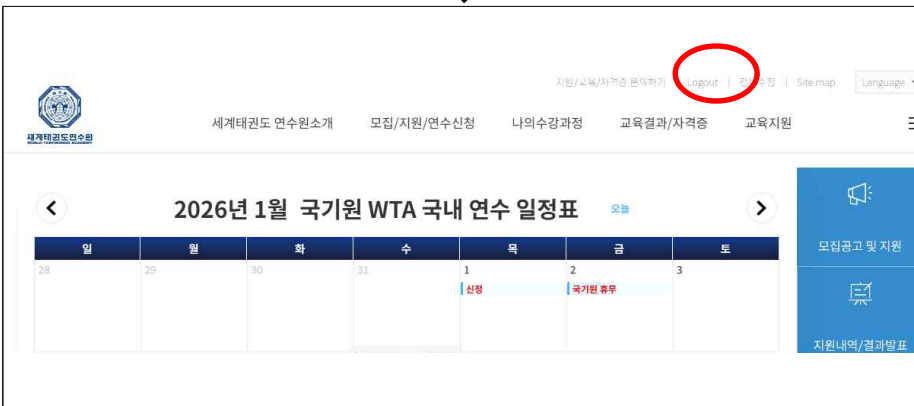 지원/교육/자격증 문의하기 Logout | 정보수정 | Site map Language
세계태권도연수원
WORLD TAEKWONDO ACADEMY
세계태권도 연수원소개 모집/지원/연수신청 나의수강과정 교육결과/자격증 교육지원
2026년 1월 국기원 WTA 국내 연수 일정표 오늘
일 월 화 수 목 금 토
28 29 30 31 1 2 3
신정 국기원 휴무
모집공고 및 지원
지원내역/결과발표